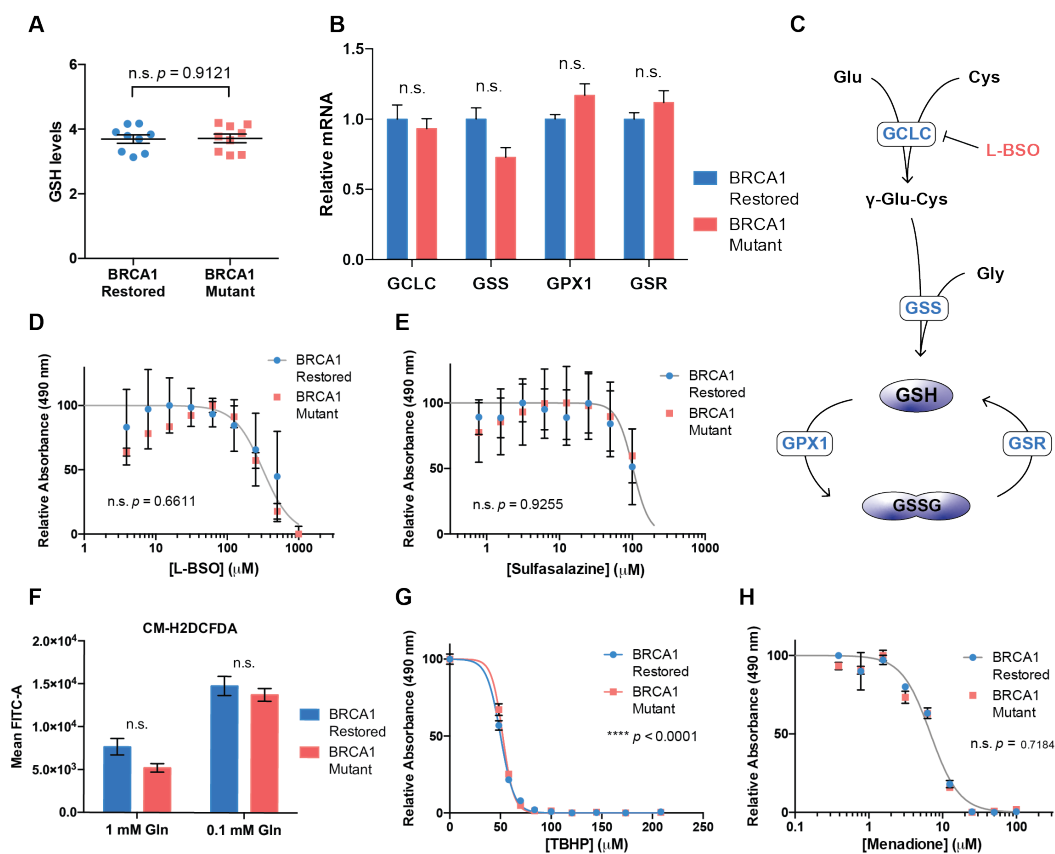 A
n.s. p = 0.9121
GSH levels
6
4
2
0
BRCA1
Restored
BRCA1
Mutant
B
Relative mRNA
1.5
1.0
0.5
0.0
n.s.
n.s.
n.s.
n.s.
GCLC
GSS
GPX1
GSR
BRCA1
Restored
BRCA1
Mutant
C
Glu
Cys
GCLC
L-BSO
γ-Glu-Cys
Gly
GSS
GSH
GPX1
GSR
GSSG
D
Relative Absorbance (490 nm)
100
50
0
BRCA1
Restored
BRCA1
Mutant
n.s. p = 0.6611
1
10
100
1000
[L-BSO] (μM)
E
Relative Absorbance (490 nm)
100
50
0
BRCA1
Restored
BRCA1
Mutant
n.s. p = 0.9255
1
10
100
1000
[Sulfasalazine] (μM)
F
CM-H2DCFDA
Mean FITC-A
2.0×10⁴
1.5×10⁴
1.0×10⁴
5.0×10³
0.0
n.s.
n.s.
1 mM Gln
0.1 mM Gln
BRCA1
Restored
BRCA1
Mutant
G
Relative Absorbance (490 nm)
100
50
0
BRCA1
Restored
BRCA1
Mutant
**** p < 0.0001
0
50
100
150
200
250
[TBHP] (μM)
H
Relative Absorbance (490 nm)
100
50
0
BRCA1
Restored
BRCA1
Mutant
n.s. p = 0.7184
0.1
1
10
100
[Menadione] (μM)